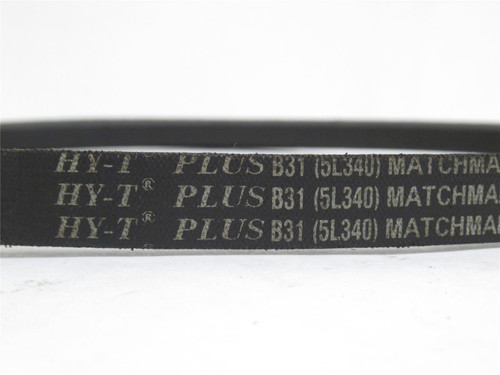 HY-T PLUS B31 (5L340) MATCHMA
HY-T® PLUS B31 (5L340) MATCHMA
HY-T® PLUS B31 (5L340) MATCHMA